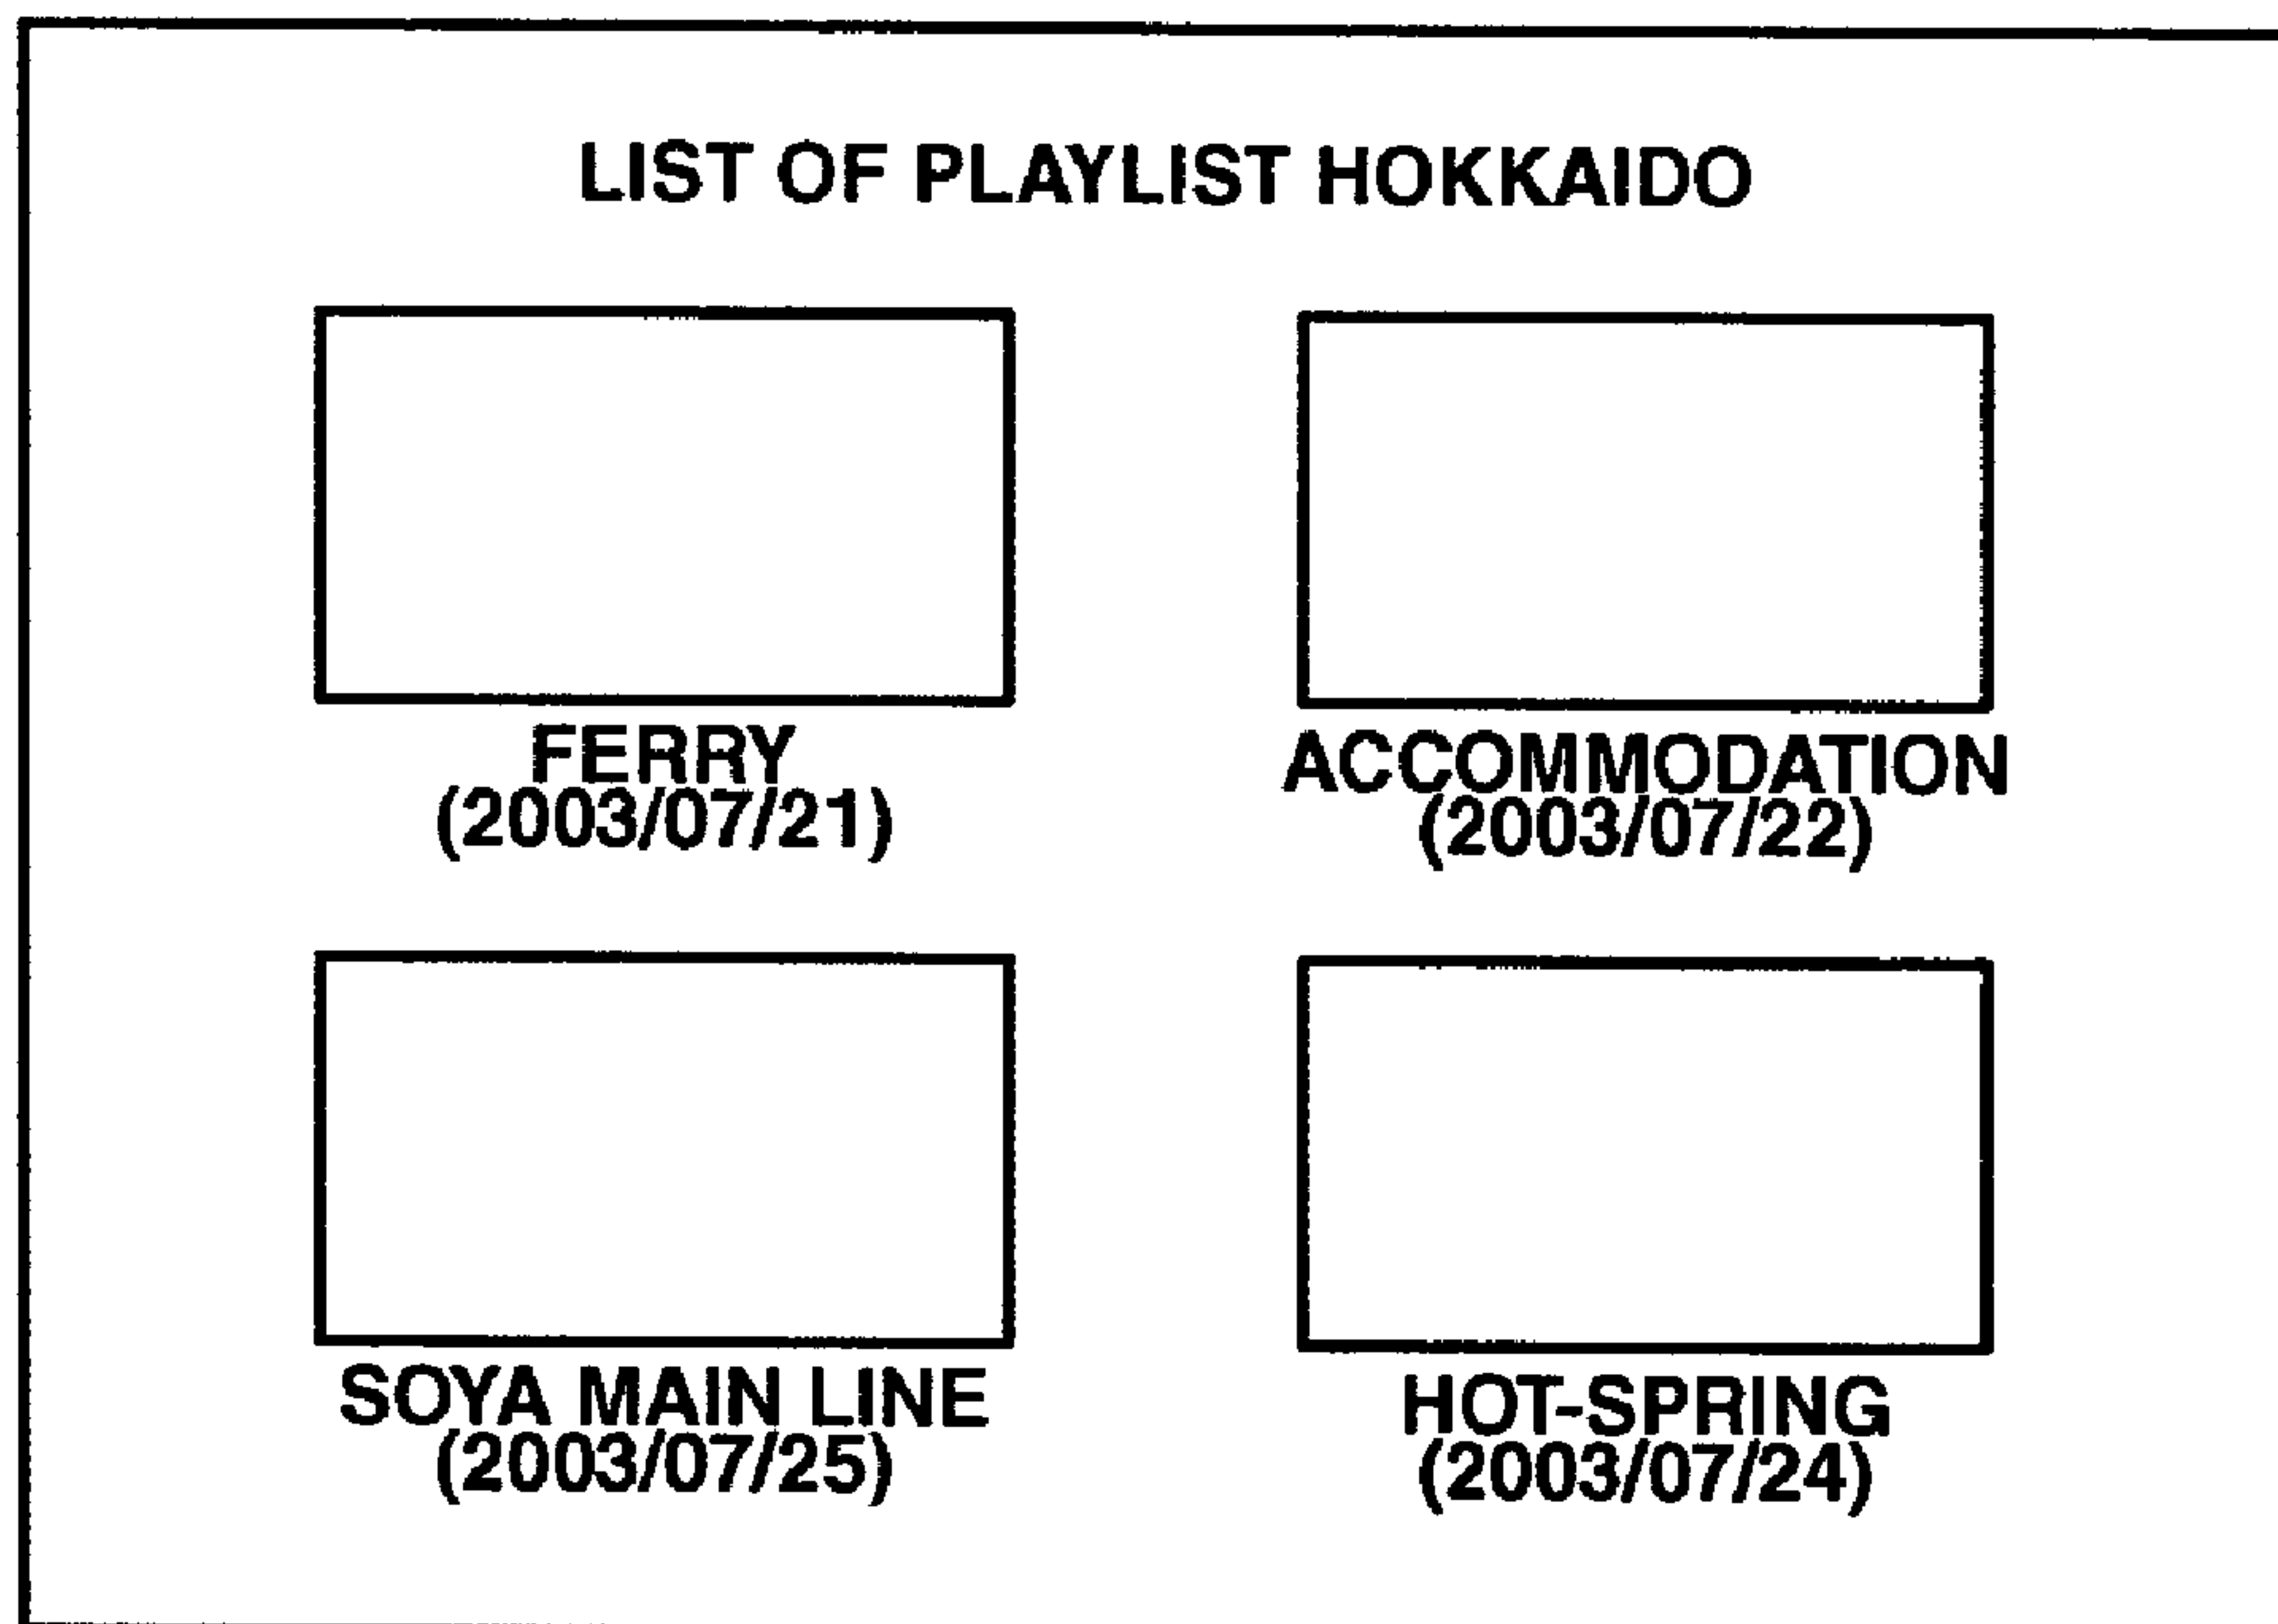 LIST OF PLAYLIST HOKKAIDO
FERRY
(2003/07/21)
ACCOMMODATION
(2003/07/22)
SOYA MAIN LINE
(2003/07/25)
HOT-SPRING
(2003/07/24)